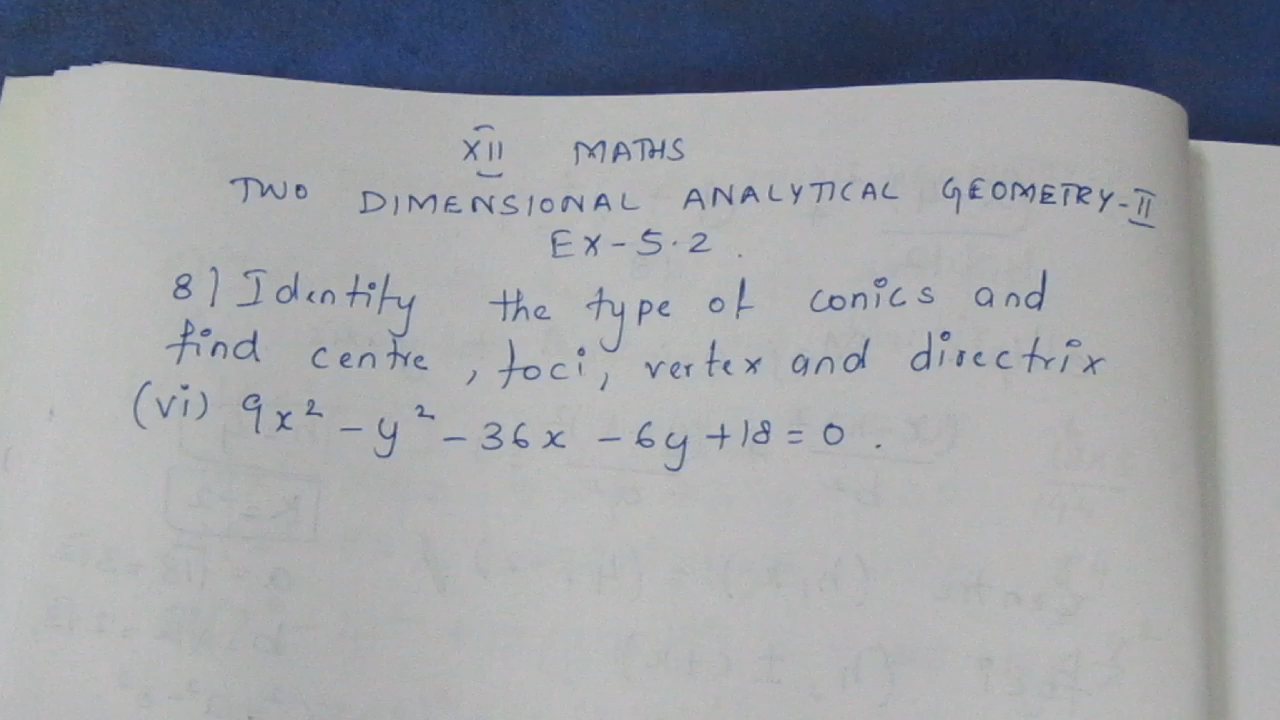 XII MATHS
TWO DIMENSIONAL ANALYTICAL GEOMETRY-II
EX-5.2.
8) Identify the type of conics and
find centre, foci, vertex and directrix
(vi) 9x² - y² - 36x - 6y + 18 = 0.